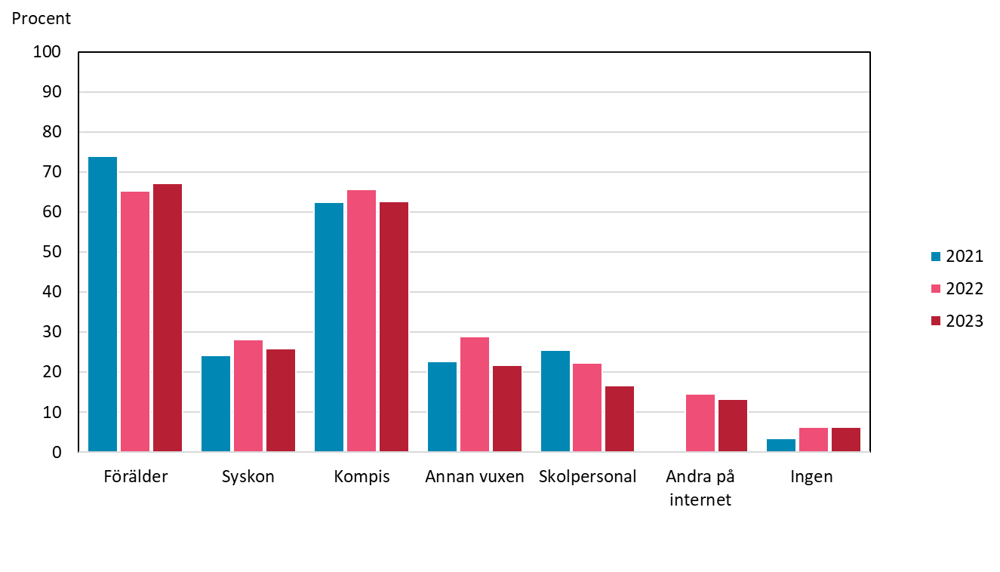 Procent
100
90
80
70
60
50
40
30
20
10
0
Förälder
Syskon
Kompis
Annan vuxen
Skolpersonal
Andra på
internet
Ingen
2021
2022
2023